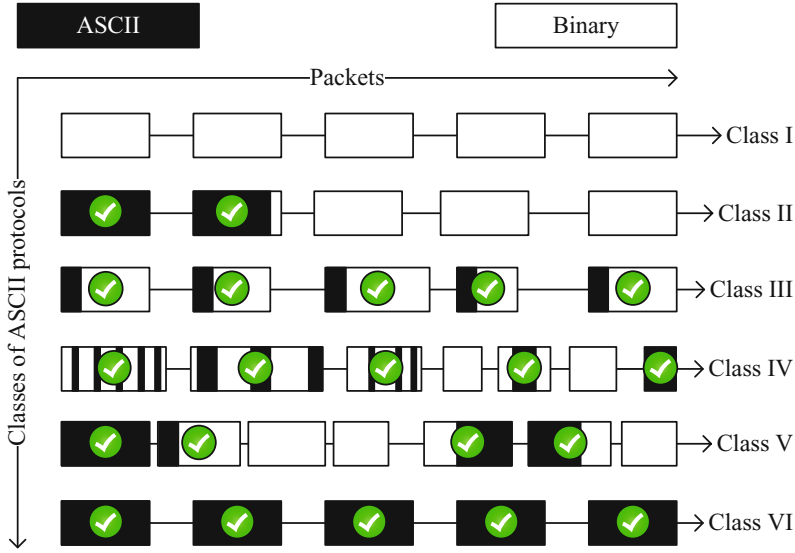 ASCII
Binary
Packets
Classes of ASCII protocols
Class I
Class II
Class III
Class IV
Class V
Class VI